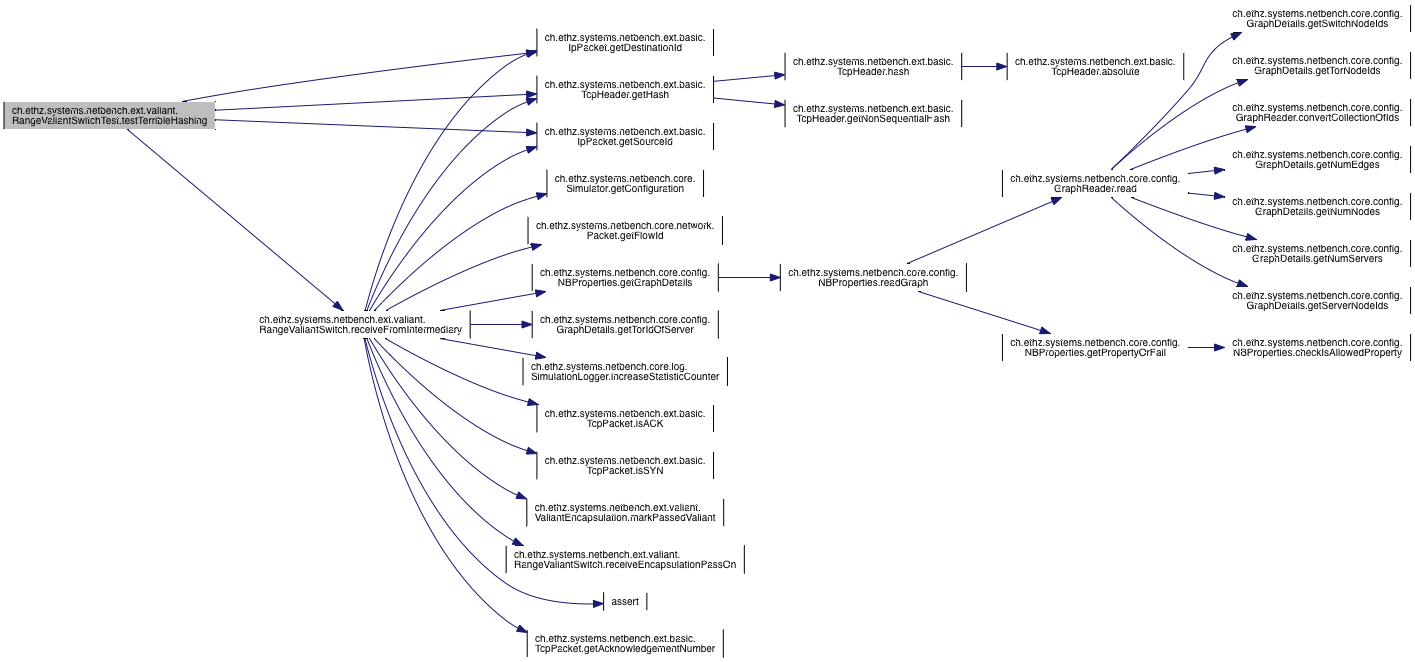 ch.ethz.systems.netbench.ext.valiant.
RangeValiantSwitchTest.testTerribleHashing
ch.ethz.systems.netbench.ext.valiant.
RangeValiantSwitch.receiveFromIntermediary
ch.ethz.systems.netbench.ext.basic.
IpPacket.getDestinationId
ch.ethz.systems.netbench.ext.basic.
TcpHeader.getHash
ch.ethz.systems.netbench.ext.basic.
IpPacket.getSourceId
ch.ethz.systems.netbench.core.
Simulator.getConfiguration
ch.ethz.systems.netbench.core.network.
Packet.getFlowId
ch.ethz.systems.netbench.core.config.
NBProperties.getGraphDetails
ch.ethz.systems.netbench.core.config.
GraphDetails.getTorIdOfServer
ch.ethz.systems.netbench.core.log.
SimulationLogger.increaseStatisticCounter
ch.ethz.systems.netbench.ext.basic.
TcpPacket.isACK
ch.ethz.systems.netbench.ext.basic.
TcpPacket.isSYN
ch.ethz.systems.netbench.ext.valiant.
ValiantEncapsulation.markPassedValiant
ch.ethz.systems.netbench.ext.valiant.
RangeValiantSwitch.receiveEncapsulationPassOn
assert
ch.ethz.systems.netbench.ext.basic.
TcpPacket.getAcknowledgementNumber
ch.ethz.systems.netbench.ext.basic.
TcpHeader.hash
ch.ethz.systems.netbench.ext.basic.
TcpHeader.getNonSequentialHash
ch.ethz.systems.netbench.core.config.
NBProperties.readGraph
ch.ethz.systems.netbench.ext.basic.
TcpHeader.absolute
ch.ethz.systems.netbench.core.config.
GraphReader.read
ch.ethz.systems.netbench.core.config.
NBProperties.getPropertyOrFail
ch.ethz.systems.netbench.core.config.
GraphDetails.getSwitchNodeIds
ch.ethz.systems.netbench.core.config.
GraphDetails.getTorNodeIds
ch.ethz.systems.netbench.core.config.
GraphReader.convertCollectionOfIds
ch.ethz.systems.netbench.core.config.
GraphDetails.getNumEdges
ch.ethz.systems.netbench.core.config.
GraphDetails.getNumNodes
ch.ethz.systems.netbench.core.config.
GraphDetails.getNumServers
ch.ethz.systems.netbench.core.config.
GraphDetails.getServerNodeIds
ch.ethz.systems.netbench.core.config.
NBProperties.checkIsAllowedProperty